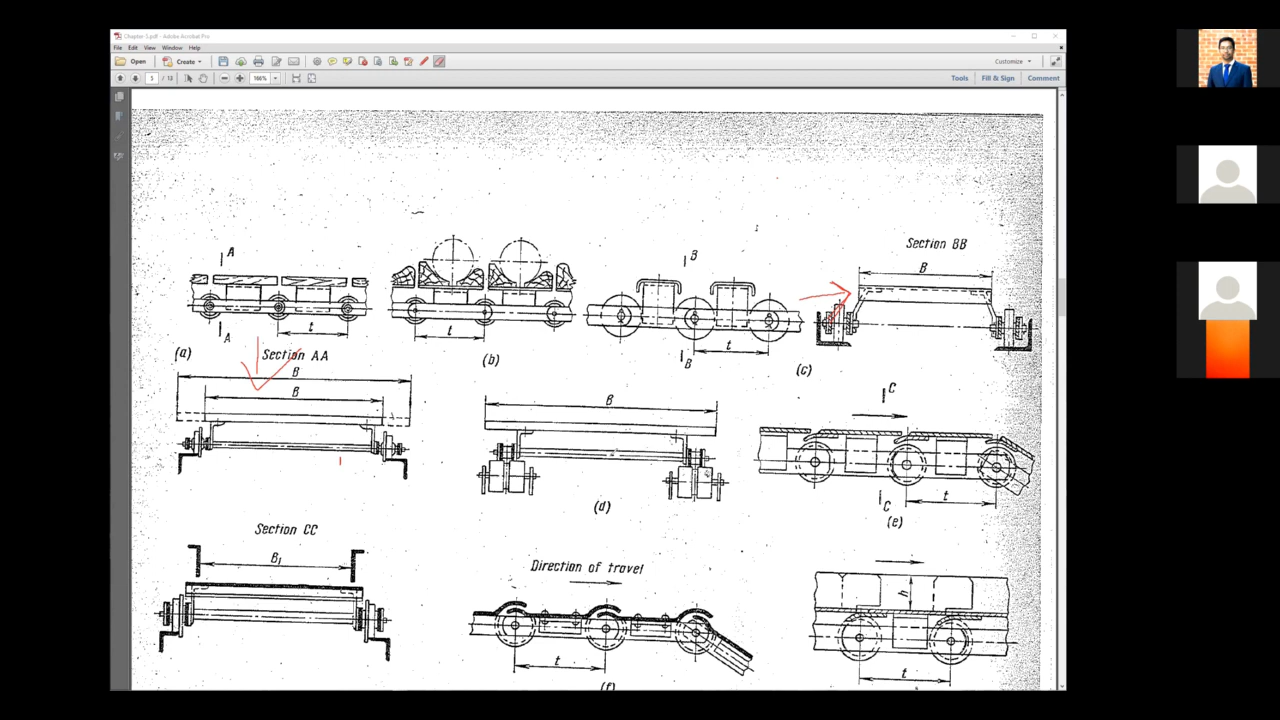 Chapter-5.pdf - Adobe Acrobat Pro
File Edit View Window Help
Open Create Customize
5 / 13 166% Tools Fill & Sign Comment
Section BB
A B B
t t t
A B
(a) Section AA (b) (c)
B
B B C
t
(d) C (e)
Section CC
B1 Direction of travel
h
t t
(f)